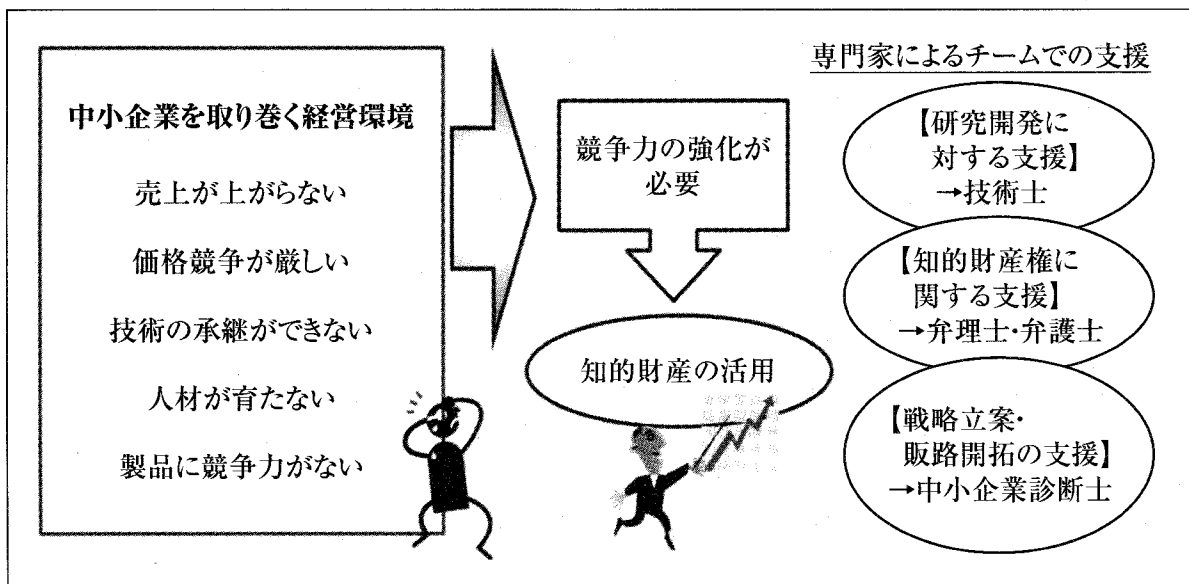 中小企業を取り巻く経営環境
売上が上がらない
価格競争が厳しい
技術の承継ができない
人材が育たない
製品に競争力がない
競争力の強化が
必要
知的財産の活用
専門家によるチームでの支援
【研究開発に
対する支援】
→技術士
【知的財産権に
関する支援】
→弁理士・弁護士
【戦略立案・
販路開拓の支援】
→中小企業診断士